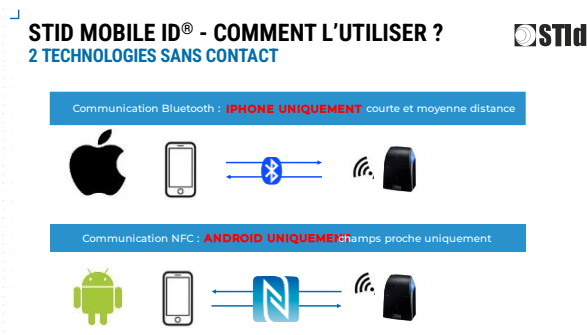 STID MOBILE ID® - COMMENT L’UTILISER ?
STid
2 TECHNOLOGIES SANS CONTACT
Communication Bluetooth : IPHONE UNIQUEMENT courte et moyenne distance
Communication NFC : ANDROID UNIQUEMENT champs proche uniquement